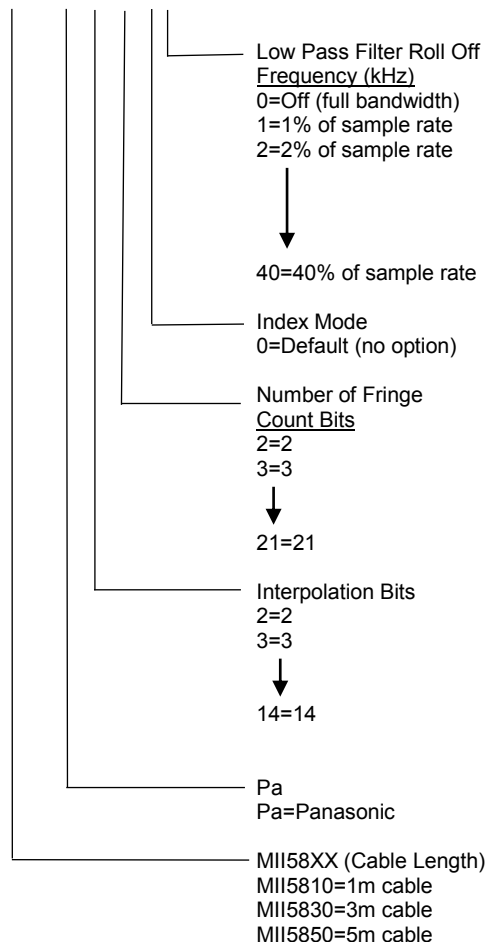 Low Pass Filter Roll Off
Frequency (kHz)
0=Off (full bandwidth)
1=1% of sample rate
2=2% of sample rate
40=40% of sample rate
Index Mode
0=Default (no option)
Number of Fringe
Count Bits
2=2
3=3
21=21
Interpolation Bits
2=2
3=3
14=14
Pa
Pa=Panasonic
MII58XX (Cable Length)
MII5810=1m cable
MII5830=3m cable
MII5850=5m cable